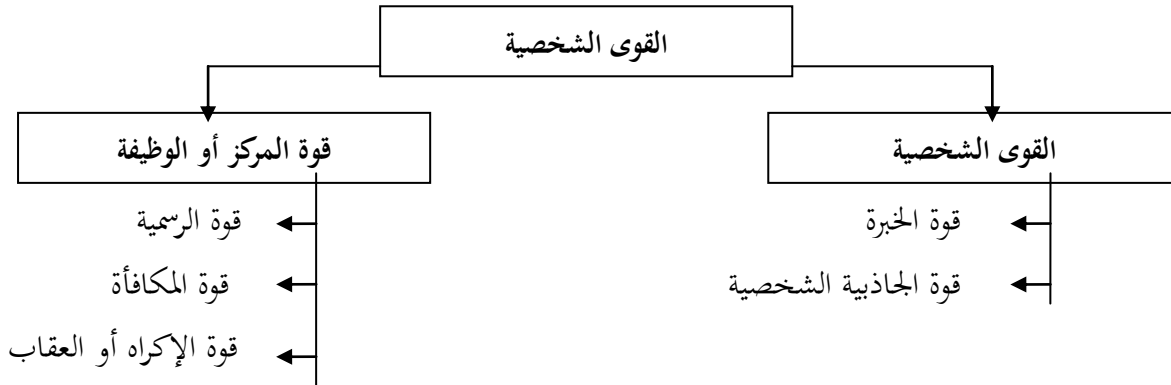 القوى الشخصية
القوى الشخصية
قوة المركز أو الوظيفة
قوة الخبرة
قوة الرسمية
قوة الجاذبية الشخصية
قوة المكافأة
قوة الإكراه أو العقاب